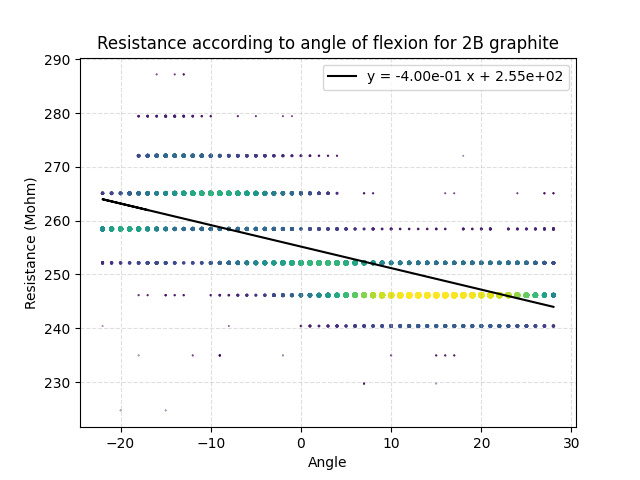 Resistance according to angle of flexion for 2B graphite
y = -4.00e-01 x + 2.55e+02
290
280
270
260
250
240
230
Resistance (Mohm)
−20 −10 0 10 20 30
Angle